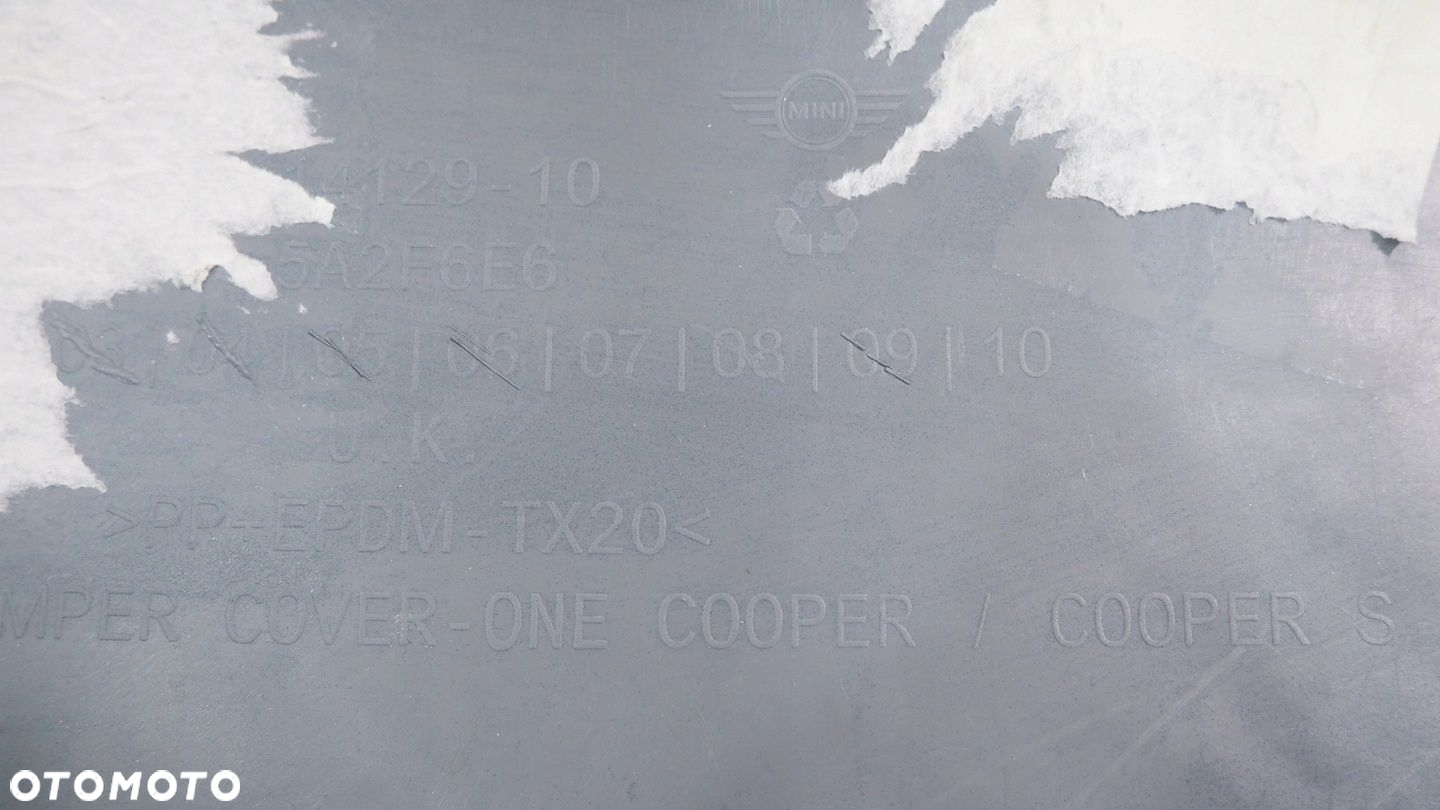 MINI
14129-10
5A2F6E6
03|04|05|06|07|08|09|10
U.K.
>PP+EPDM-TX20<
MPER COVER-ONE COOPER / COOPER S
OTOMOTO